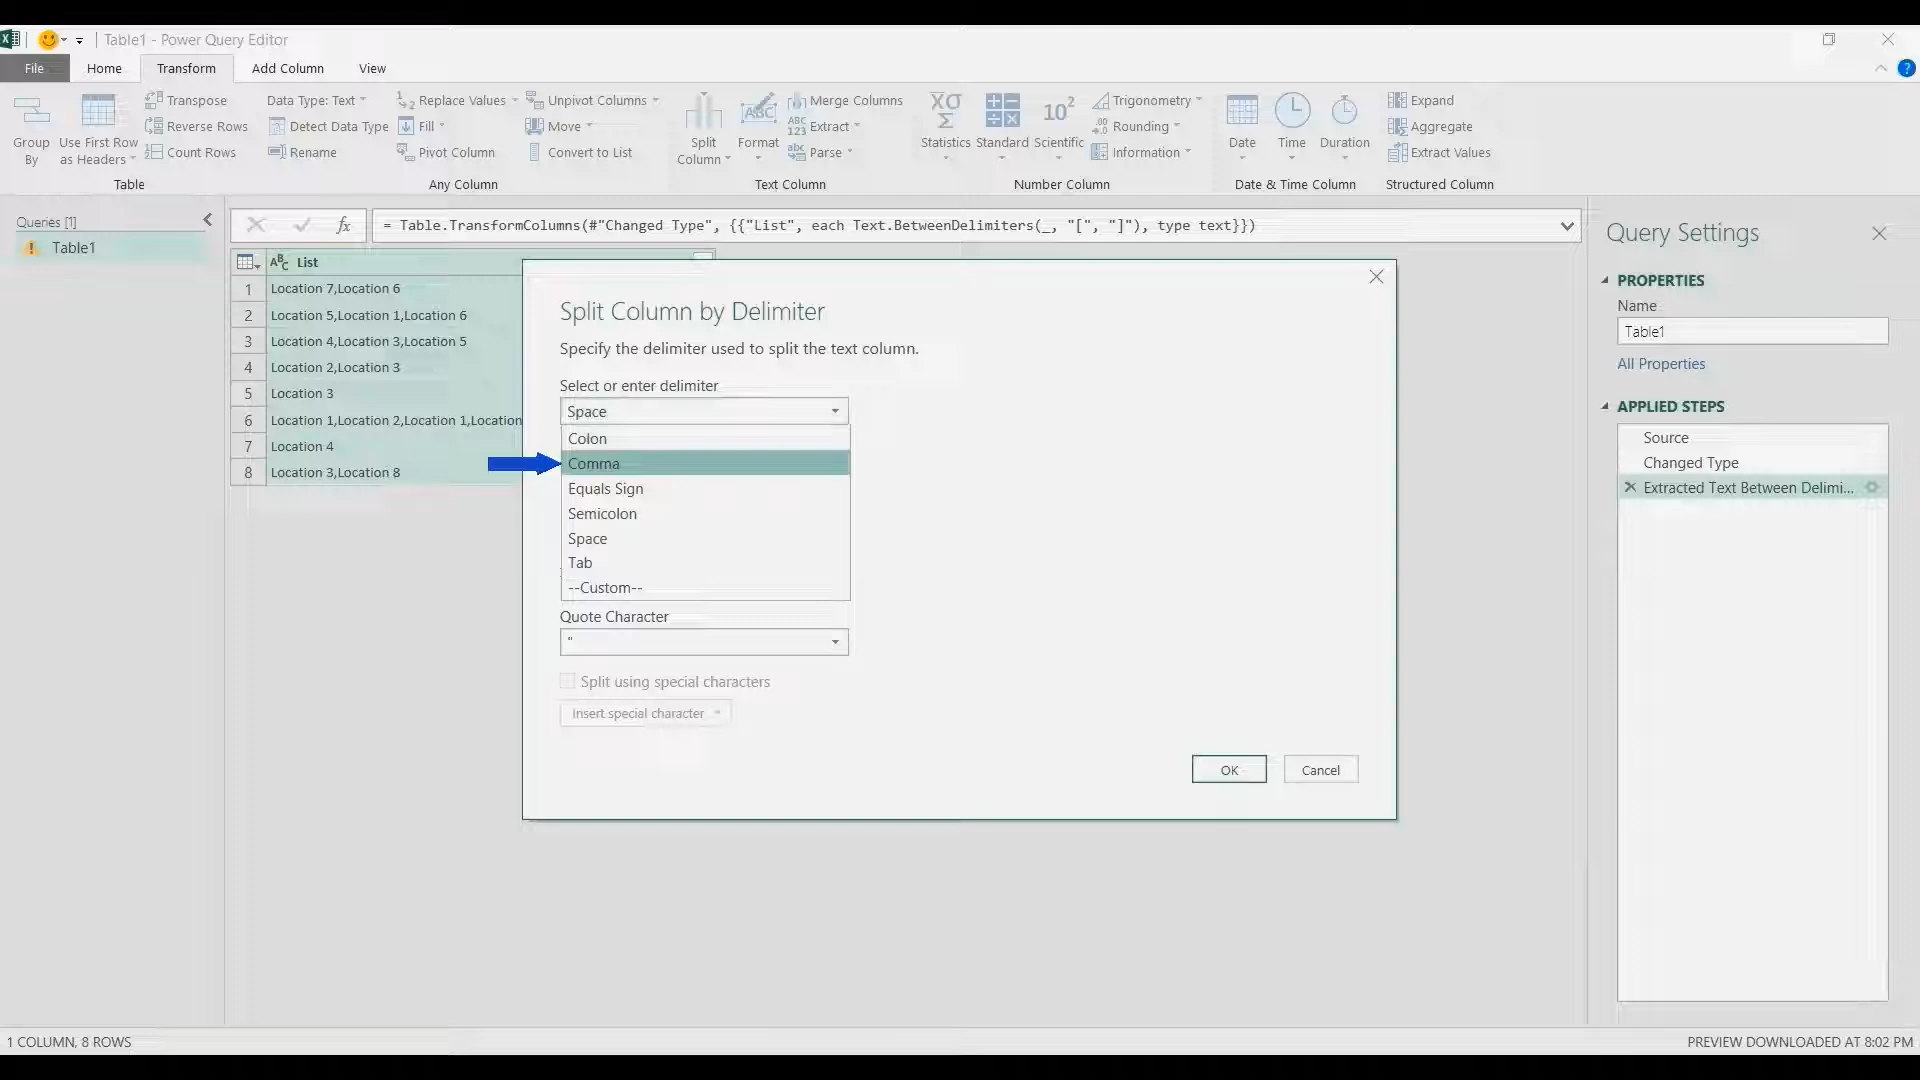 Table1 - Power Query Editor
File
Home
Transform
Add Column
View
Group By
Use First Row as Headers
Transpose
Reverse Rows
Count Rows
Table
Data Type: Text
Detect Data Type
Rename
Replace Values
Fill
Pivot Column
Unpivot Columns
Move
Convert to List
Any Column
Split Column
Format
Merge Columns
Extract
Parse
Text Column
Statistics
Standard
Scientific
Trigonometry
Rounding
Information
Number Column
Date
Time
Duration
Date & Time Column
Expand
Aggregate
Extract Values
Structured Column
Queries [1]
Table1
fx
= Table.TransformColumns(#"Changed Type", {{"List", each Text.BetweenDelimiters(_, "[", "]"), type text}})
ABC List
1 Location 7,Location 6
2 Location 5,Location 1,Location 6
3 Location 4,Location 3,Location 5
4 Location 2,Location 3
5 Location 3
6 Location 1,Location 2,Location 1,Location
7 Location 4
8 Location 3,Location 8
Split Column by Delimiter
Specify the delimiter used to split the text column.
Select or enter delimiter
Space
Colon
Comma
Equals Sign
Semicolon
Space
Tab
--Custom--
Quote Character
"
Split using special characters
Insert special character
OK
Cancel
Query Settings
PROPERTIES
Name
Table1
All Properties
APPLIED STEPS
Source
Changed Type
Extracted Text Between Delimi...
1 COLUMN, 8 ROWS
PREVIEW DOWNLOADED AT 8:02 PM